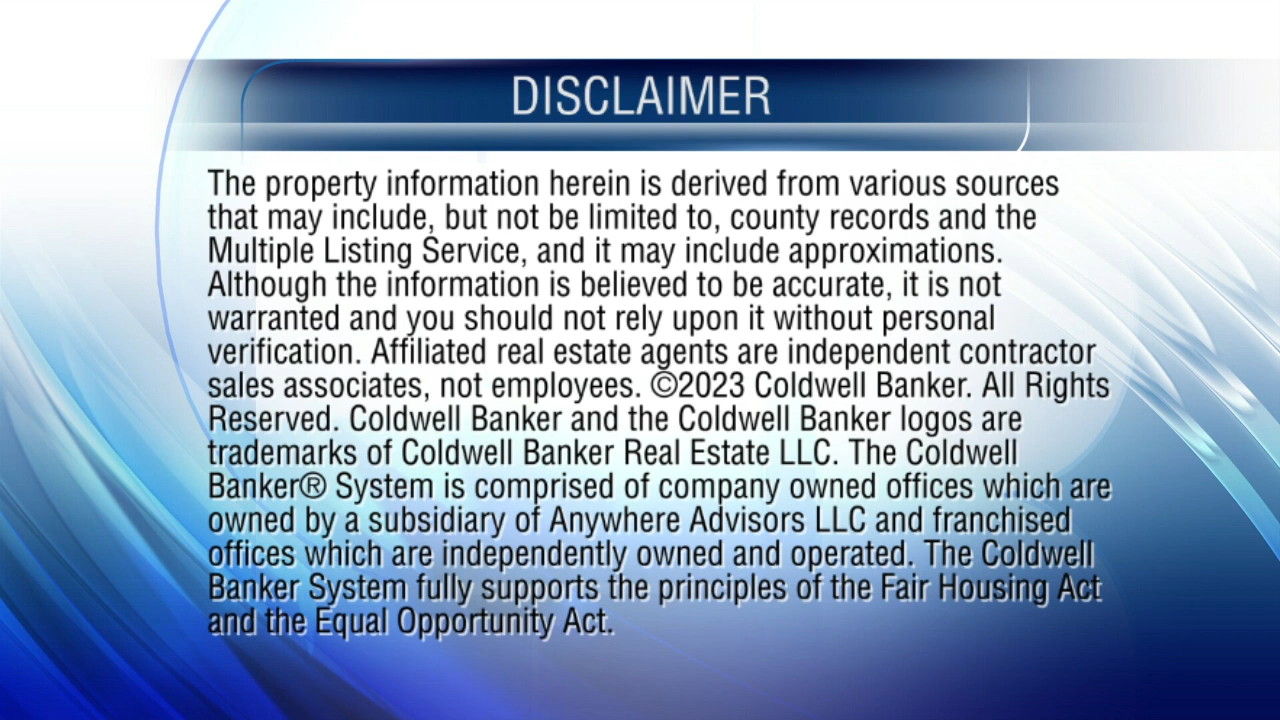 DISCLAIMER
The property information herein is derived from various sources
that may include, but not be limited to, county records and the
Multiple Listing Service, and it may include approximations.
Although the information is believed to be accurate, it is not
warranted and you should not rely upon it without personal
verification. Affiliated real estate agents are independent contractor
sales associates, not employees. ©2023 Coldwell Banker. All Rights
Reserved. Coldwell Banker and the Coldwell Banker logos are
trademarks of Coldwell Banker Real Estate LLC. The Coldwell
Banker® System is comprised of company owned offices which are
owned by a subsidiary of Anywhere Advisors LLC and franchised
offices which are independently owned and operated. The Coldwell
Banker System fully supports the principles of the Fair Housing Act
and the Equal Opportunity Act.